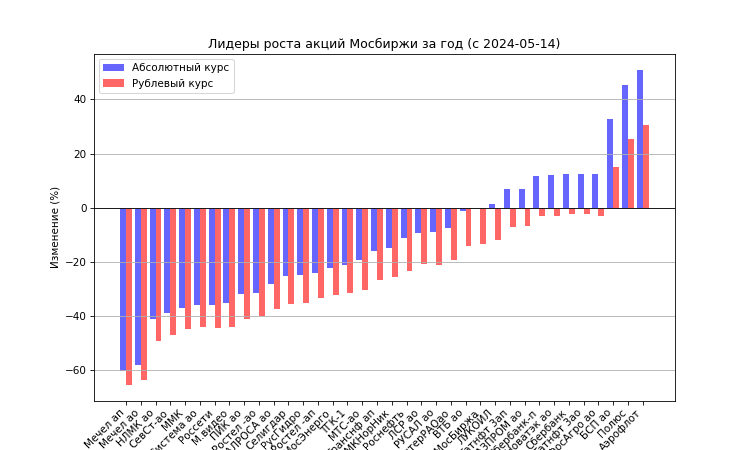 Лидеры роста акций Мосбиржи за год (с 2024-05-14)
Абсолютный курс
Рублевый курс
Изменение (%)
40
20
0
−20
−40
−60
Мечел ап
Мечел ао
НЛМК ао
СевСт-ао
ММК
Система ао
Россети
М.видео
ПИК ао
Ростел -ао
АЛРОСА ао
Селигдар
РусГидро
Ростел -ап
МосЭнерго
ТГК-1
МТС-ао
Транснф ап
ГМКНорНик
Роснефть
ЛСР ао
РУСАЛ ао
ИнтерРАОао
ВТБ ао
МосБиржа
ЛУКОЙЛ
Татнфт 3ап
ГАЗПРОМ ао
Сбербанк-п
Новатэк ао
Сбербанк
Татнфт 3ао
РусАгро ао
БСП ао
Полюс
Аэрофлот